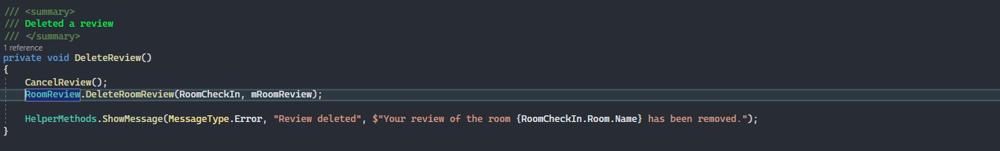 /// <summary>
/// Deleted a review
/// </summary>
1 reference
private void DeleteReview()
{
CancelReview();
RoomReview.DeleteRoomReview(RoomCheckIn, mRoomReview);
HelperMethods.ShowMessage(MessageType.Error, "Review deleted", $"Your review of the room {RoomCheckIn.Room.Name} has been removed.");
}